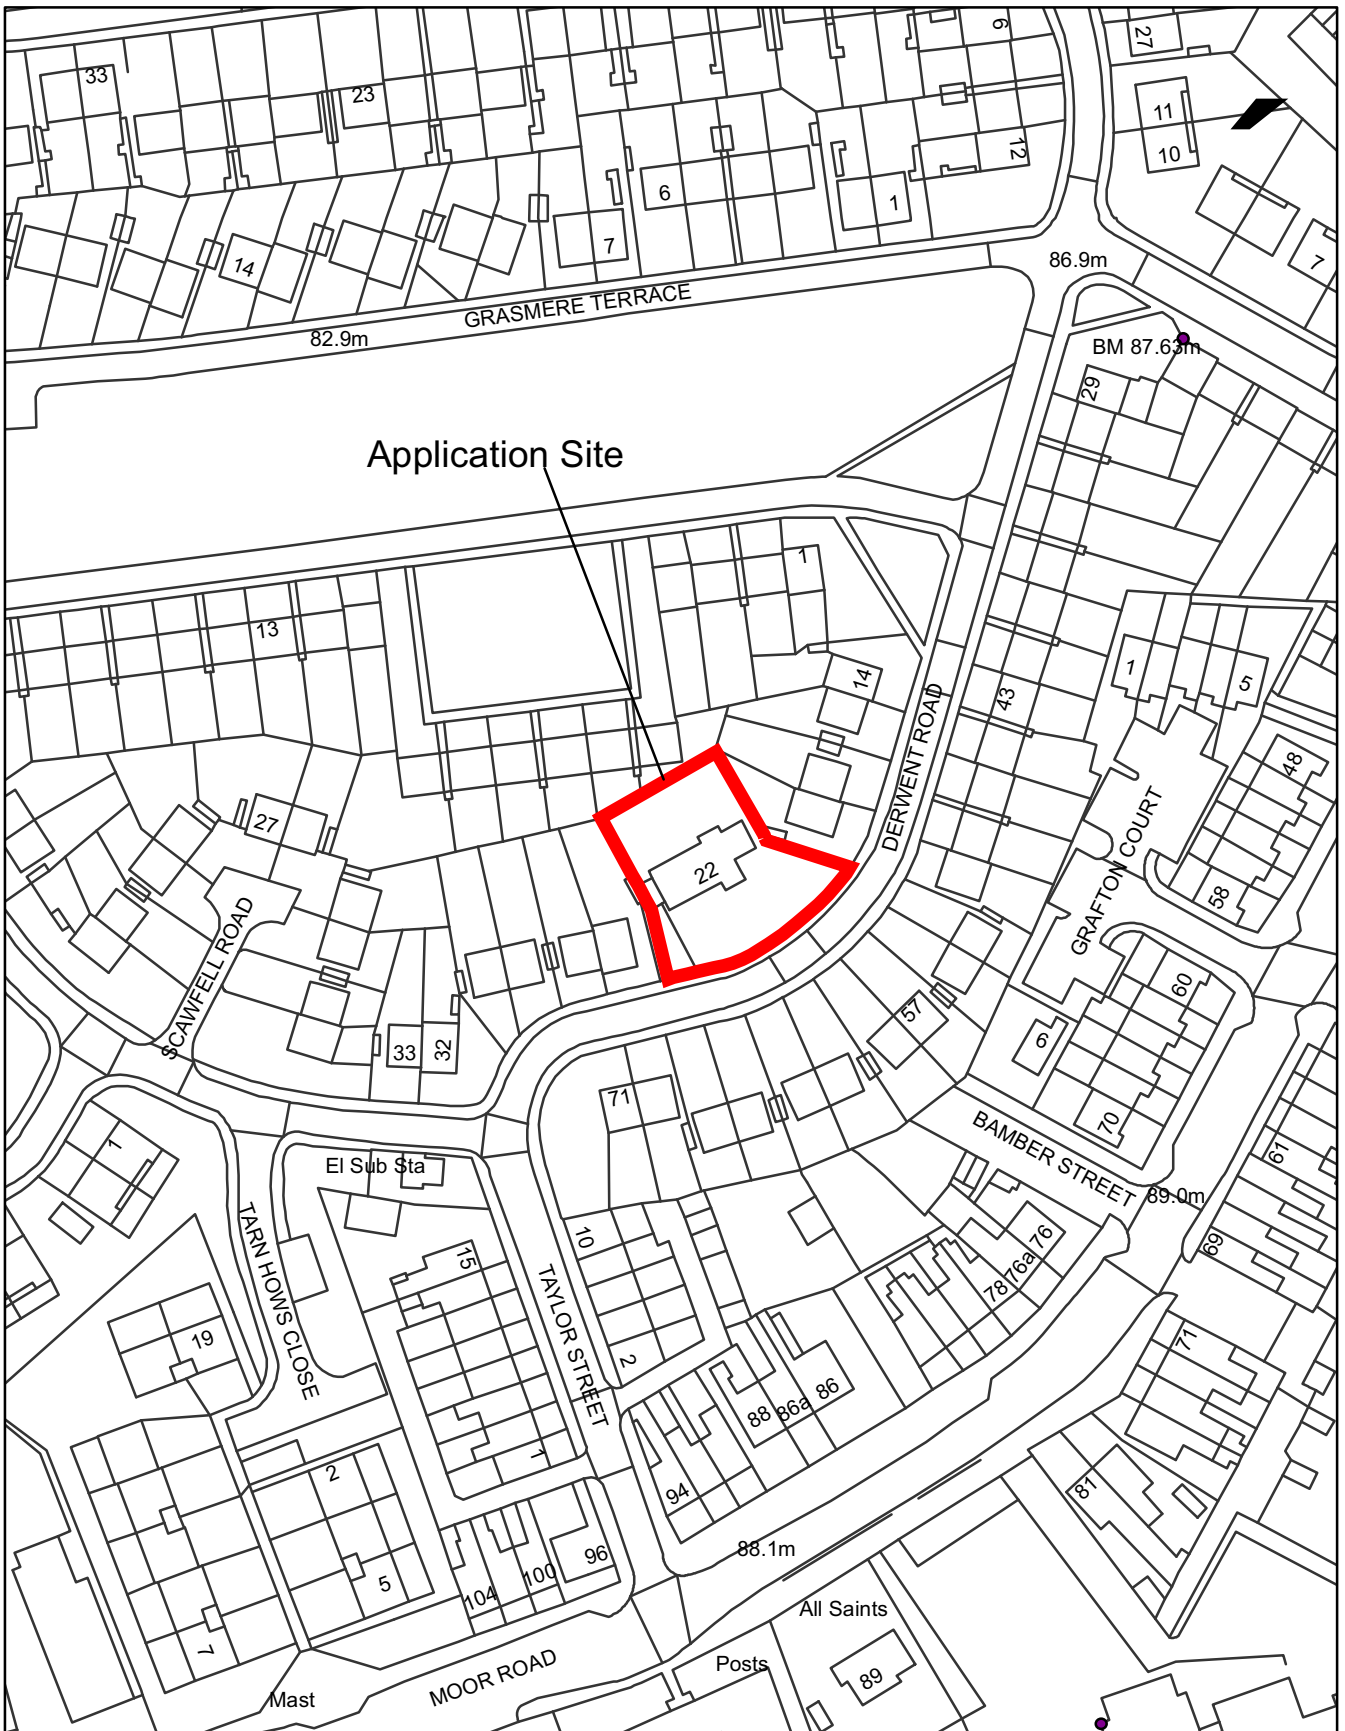 33
23
6
27
11
10
12
6
1
7
14
7
86.9m
GRASMERE TERRACE
82.9m
BM 87.63m
29
Application Site
1
13
1
5
14
43
DERWENT ROAD
48
27
22
GRAFTON COURT
58
SCAWFELL ROAD
60
57
6
33
32
71
70
BAMBER STREET
61
1
El Sub Sta
89.0m
TARN HOWS CLOSE
10
15
76
76a
78
69
TAYLOR STREET
19
2
71
86
86a
88
1
2
94
81
88.1m
96
100
104
5
7
All Saints
MOOR ROAD
Posts
89
Mast